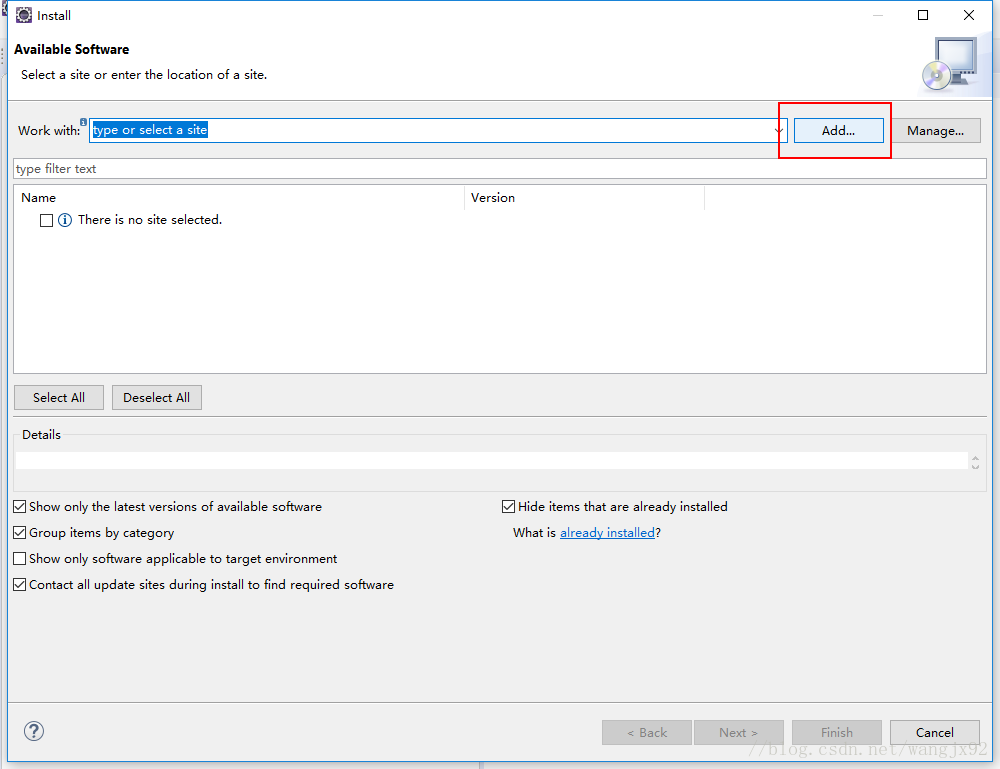 Install
Available Software
Select a site or enter the location of a site.
Work with: type or select a site Add... Manage...
type filter text
Name Version
There is no site selected.
Select All Deselect All
Details
Show only the latest versions of available software Hide items that are already installed
Group items by category What is already installed?
Show only software applicable to target environment
Contact all update sites during install to find required software
? < Back Next > Finish Cancel
//blog.csdn.net/wangjx92